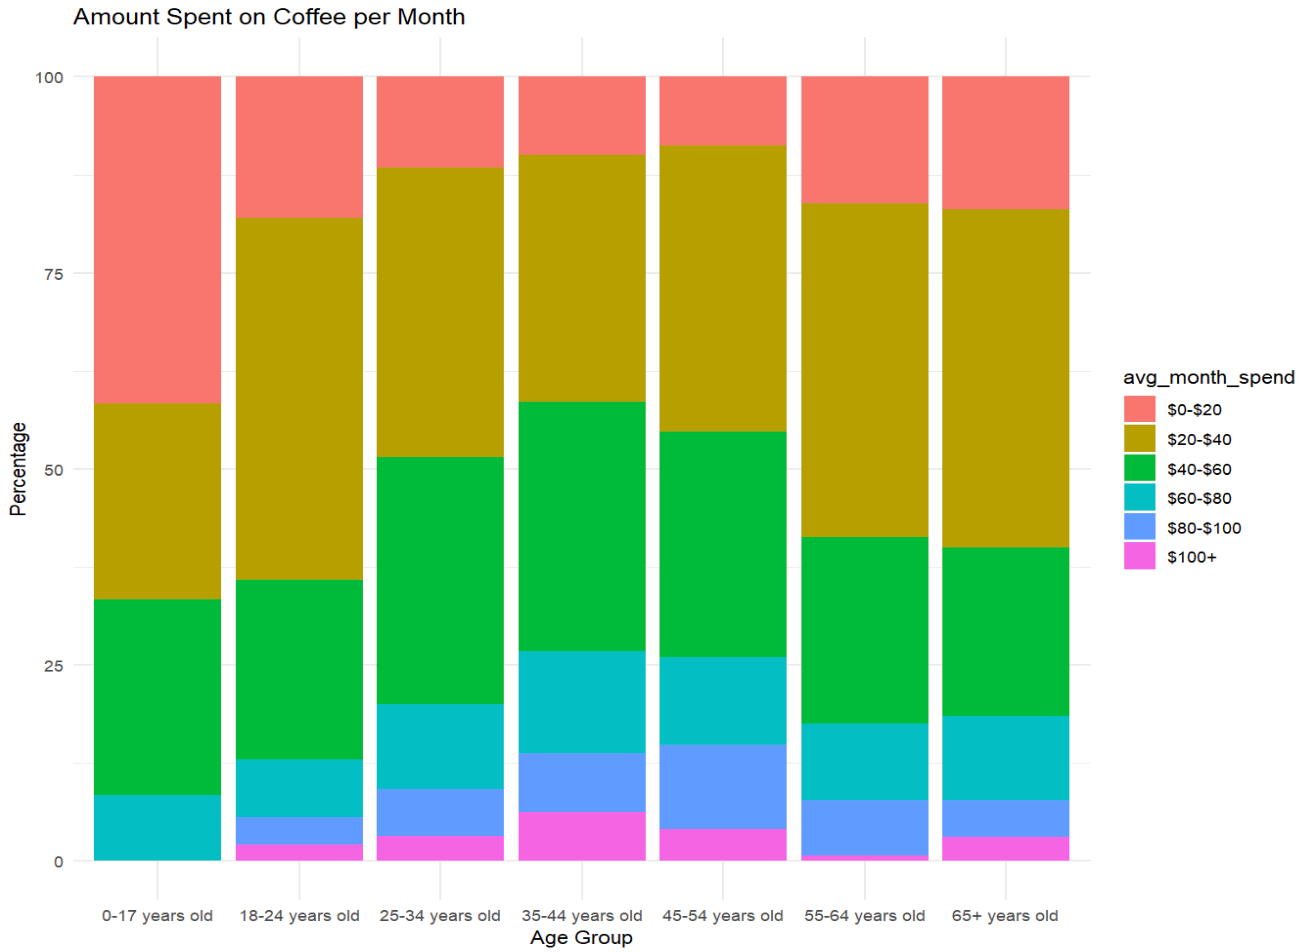 Amount Spent on Coffee per Month
100
75
50
25
0
Percentage
0-17 years old
18-24 years old
25-34 years old
35-44 years old
45-54 years old
55-64 years old
65+ years old
Age Group
avg_month_spend
$0-$20
$20-$40
$40-$60
$60-$80
$80-$100
$100+